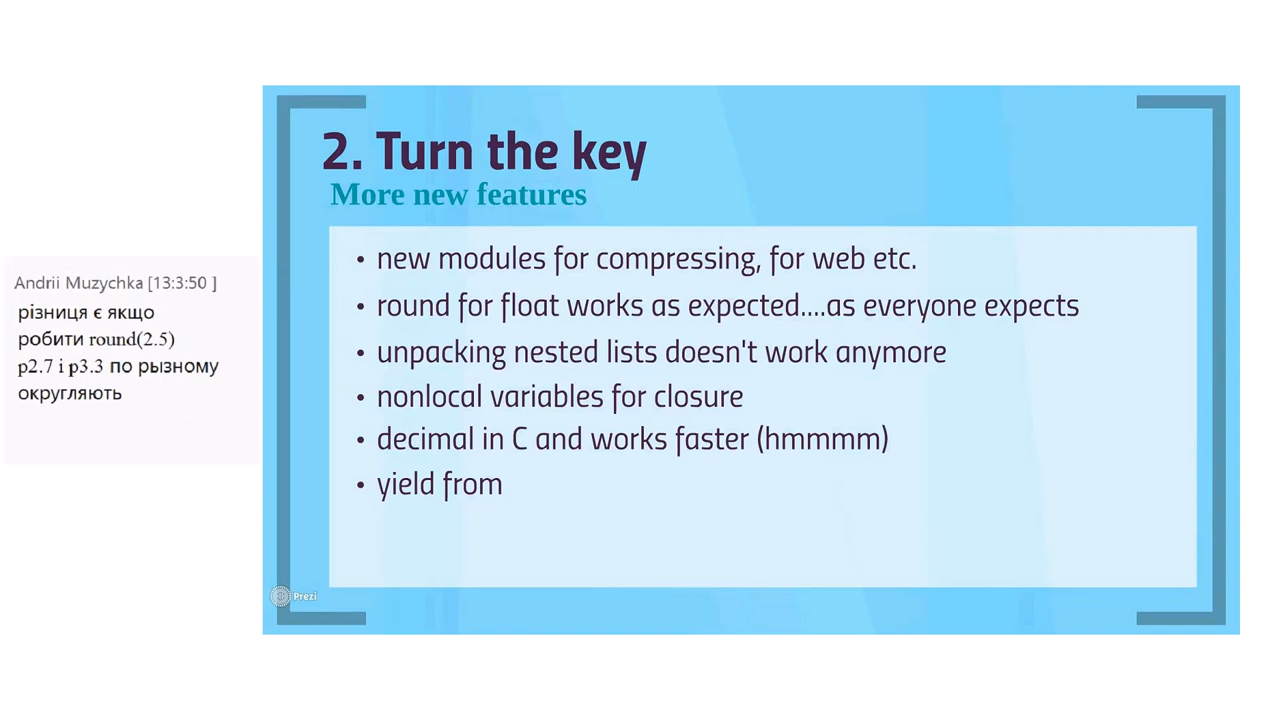 2. Turn the key
More new features
• new modules for compressing, for web etc.
• round for float works as expected....as everyone expects
• unpacking nested lists doesn't work anymore
• nonlocal variables for closure
• decimal in C and works faster (hmmmm)
• yield from
Prezi
Andrii Muzychka [13:3:50 ]
різниця є якщо
робити round(2.5)
p2.7 і p3.3 по рызному
округляють